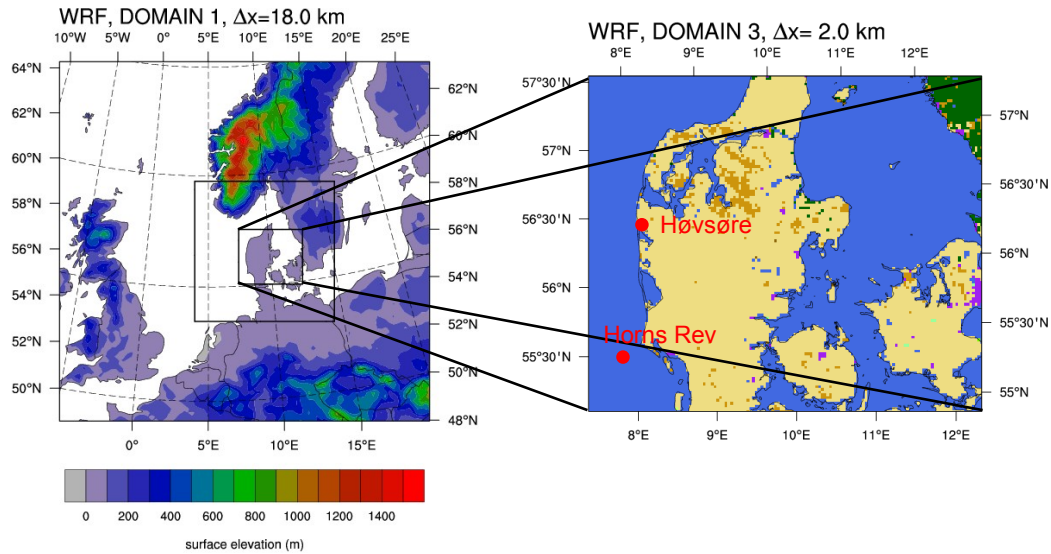 WRF, DOMAIN 1, Δx=18.0 km
10°W 5°W 0°E 5°E 10°E 15°E 20°E 25°E
64°N
62°N
60°N
58°N
56°N
54°N
52°N
50°N
62°N
60°N
58°N
56°N
54°N
52°N
50°N
48°N
0°E 5°E 10°E 15°E
0 200 400 600 800 1000 1200 1400
surface elevation (m)
WRF, DOMAIN 3, Δx= 2.0 km
8°E 9°E 10°E 11°E 12°E
57°30'N
57°N
56°30'N
56°N
55°30'N
57°N
56°30'N
56°N
55°30'N
55°N
Høvsøre
Horns Rev
8°E 9°E 10°E 11°E 12°E